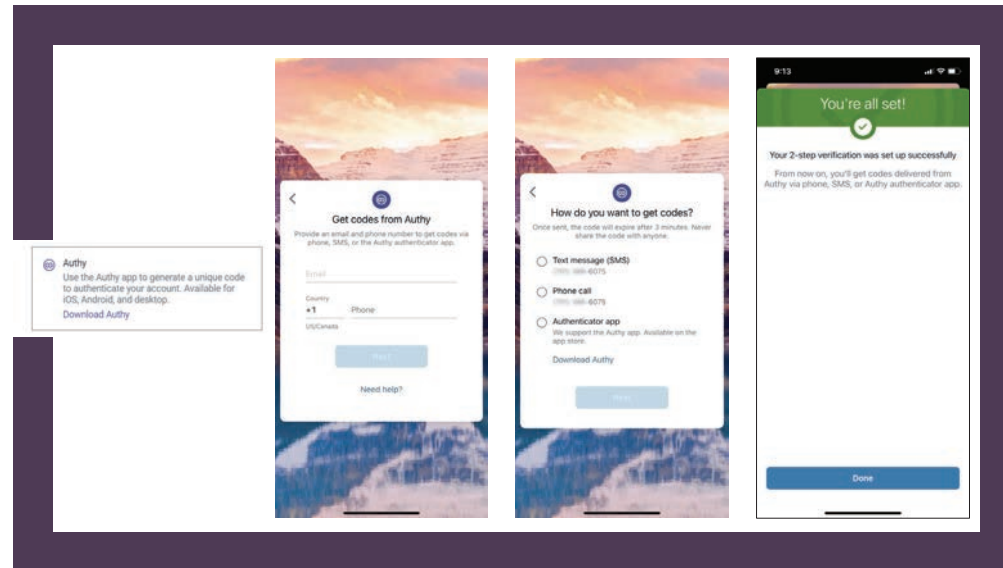 Authy
Use the Authy app to generate a unique code
to authenticate your account. Available for
iOS, Android, and desktop.
Download Authy
Get codes from Authy
Provide an email and phone number to get codes via
phone, SMS, or the Authy authenticator app.
Email
Country
+1 Phone
US/Canada
Next
Need help?
How do you want to get codes?
Once sent, the code will expire after 3 minutes. Never
share the code with anyone.
Text message (SMS)
-6075
Phone call
-6075
Authenticator app
We support the Authy app. Available on the
app store.
Download Authy
Next
9:13
You're all set!
Your 2-step verification was set up successfully
From now on, you'll get codes delivered from
Authy via phone, SMS, or Authy authenticator app.
Done